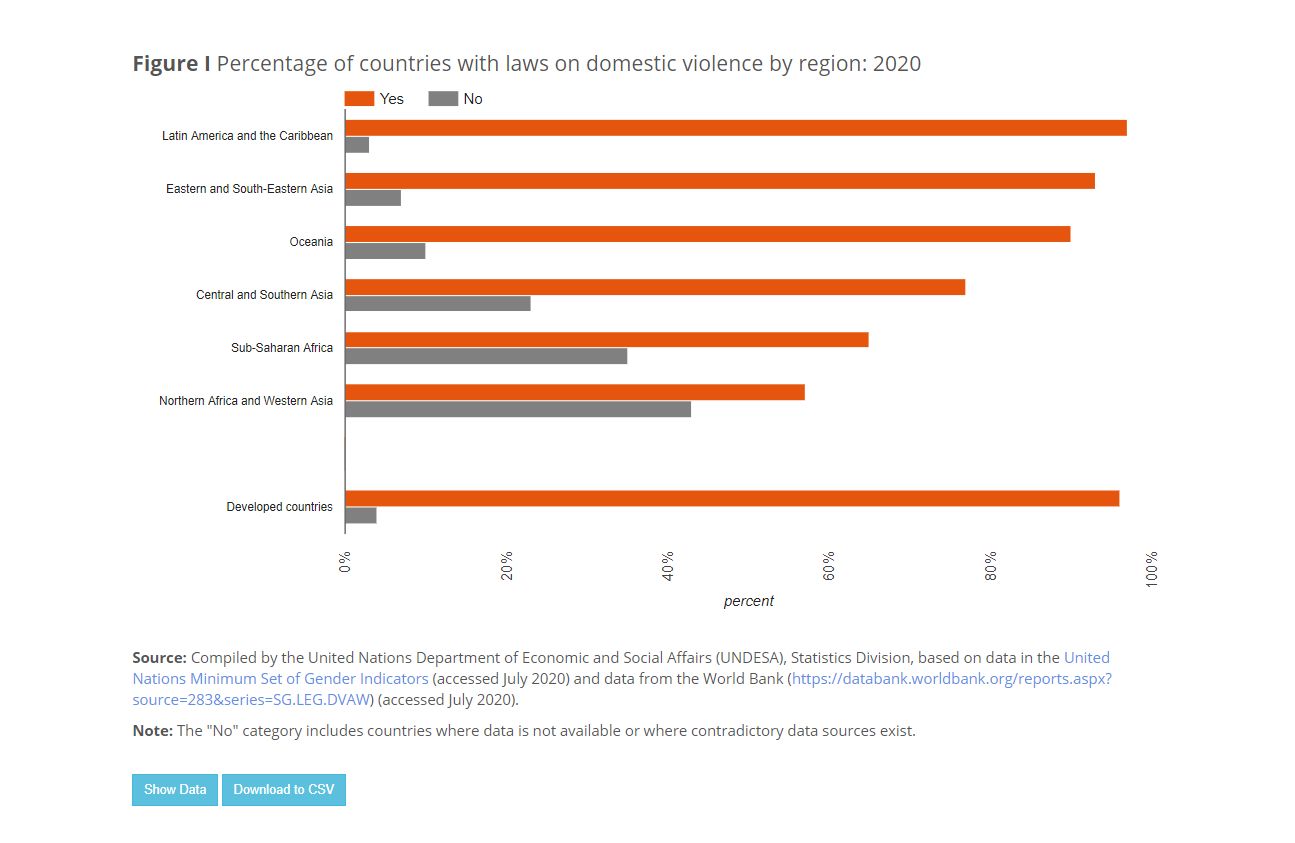 Figure I Percentage of countries with laws on domestic violence by region: 2020
Yes No
Latin America and the Caribbean
Eastern and South-Eastern Asia
Oceania
Central and Southern Asia
Sub-Saharan Africa
Northern Africa and Western Asia
Developed countries
0% 20% 40% 60% 80% 100%
percent
Source: Compiled by the United Nations Department of Economic and Social Affairs (UNDESA), Statistics Division, based on data in the United
Nations Minimum Set of Gender Indicators (accessed July 2020) and data from the World Bank (https://databank.worldbank.org/reports.aspx?
source=283&series=SG.LEG.DVAW) (accessed July 2020).
Note: The "No" category includes countries where data is not available or where contradictory data sources exist.
Show Data Download to CSV